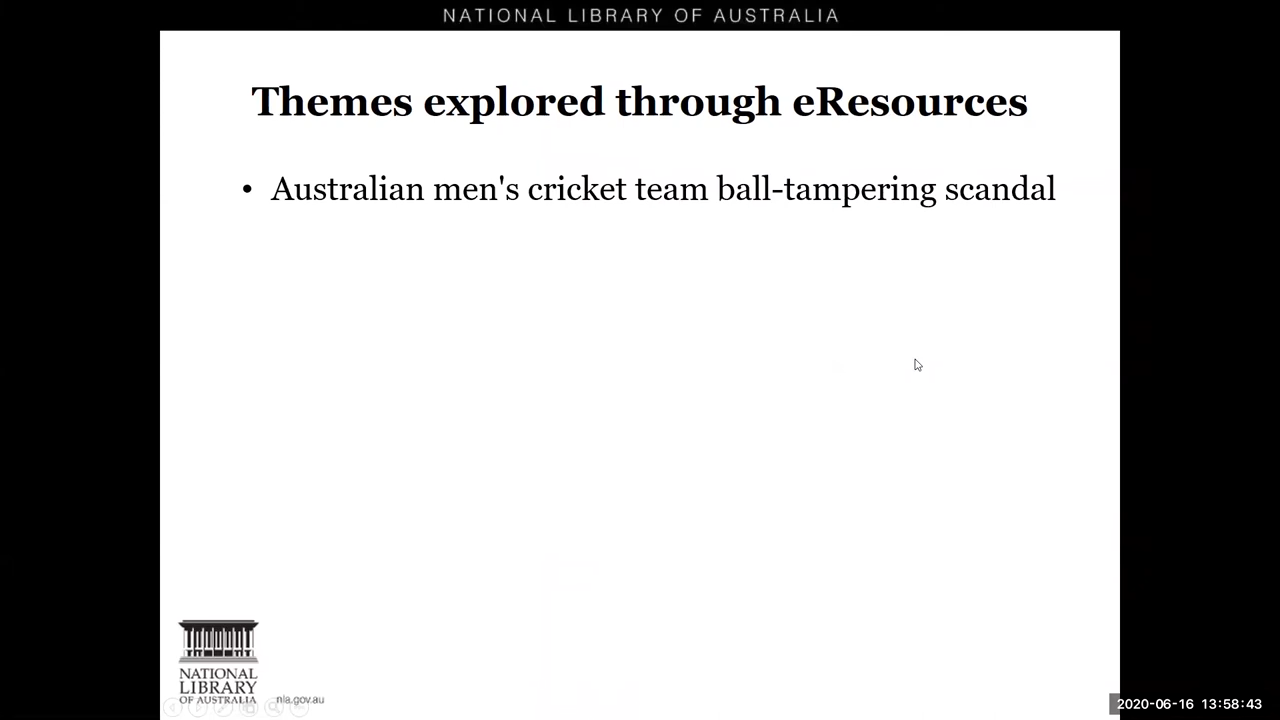 NATIONAL LIBRARY OF AUSTRALIA
Themes explored through eResources
• Australian men's cricket team ball-tampering scandal
NATIONAL
LIBRARY
OF AUSTRALIA
nla.gov.au
2020-06-16 13:58:43